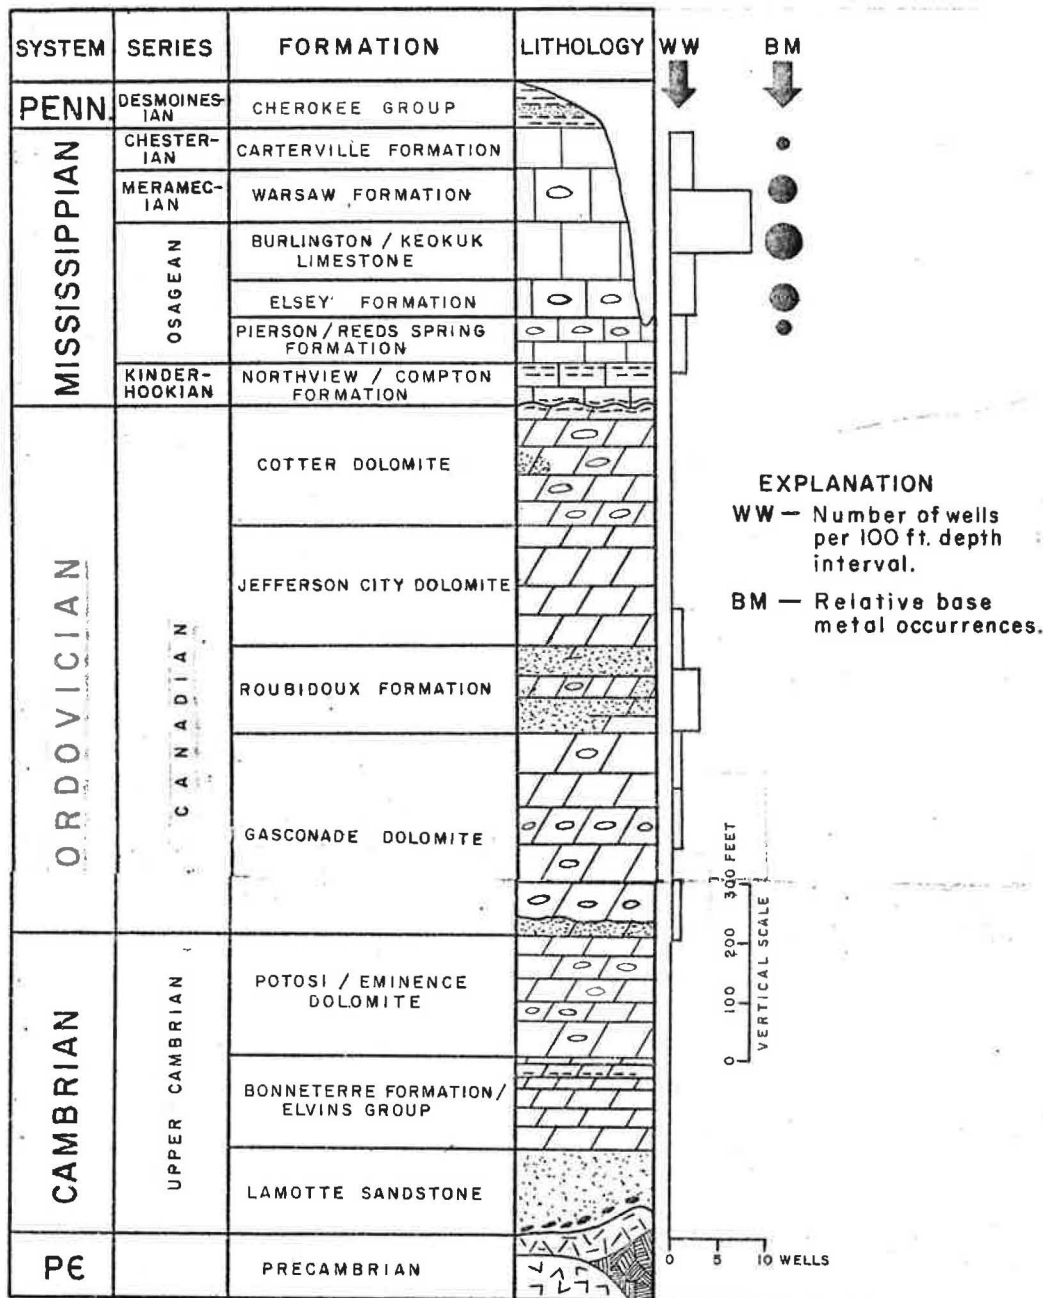 SYSTEM SERIES FORMATION LITHOLOGY WW BM
PENN. DESMOINES-
IAN CHEROKEE GROUP
MISSISSIPPIAN
CHESTER-
IAN CARTERVILLE FORMATION
MERAMEC-
IAN WARSAW FORMATION
OSAGEAN
BURLINGTON / KEOKUK
LIMESTONE
ELSEY FORMATION
PIERSON/REEDS SPRING
FORMATION
KINDER-
HOOKIAN
NORTHVIEW / COMPTON
FORMATION
ORDOVICIAN
CANADIAN
COTTER DOLOMITE
JEFFERSON CITY DOLOMITE
ROUBIDOUX FORMATION
GASCONADE DOLOMITE
CAMBRIAN
UPPER CAMBRIAN
POTOSI / EMINENCE
DOLOMITE
BONNETERRE FORMATION/
ELVINS GROUP
LAMOTTE SANDSTONE
PЄ PRECAMBRIAN
EXPLANATION
WW — Number of wells
per 100 ft. depth
interval.
BM — Relative base
metal occurrences.
300 FEET
200
100
0
VERTICAL SCALE
0 5 10 WELLS